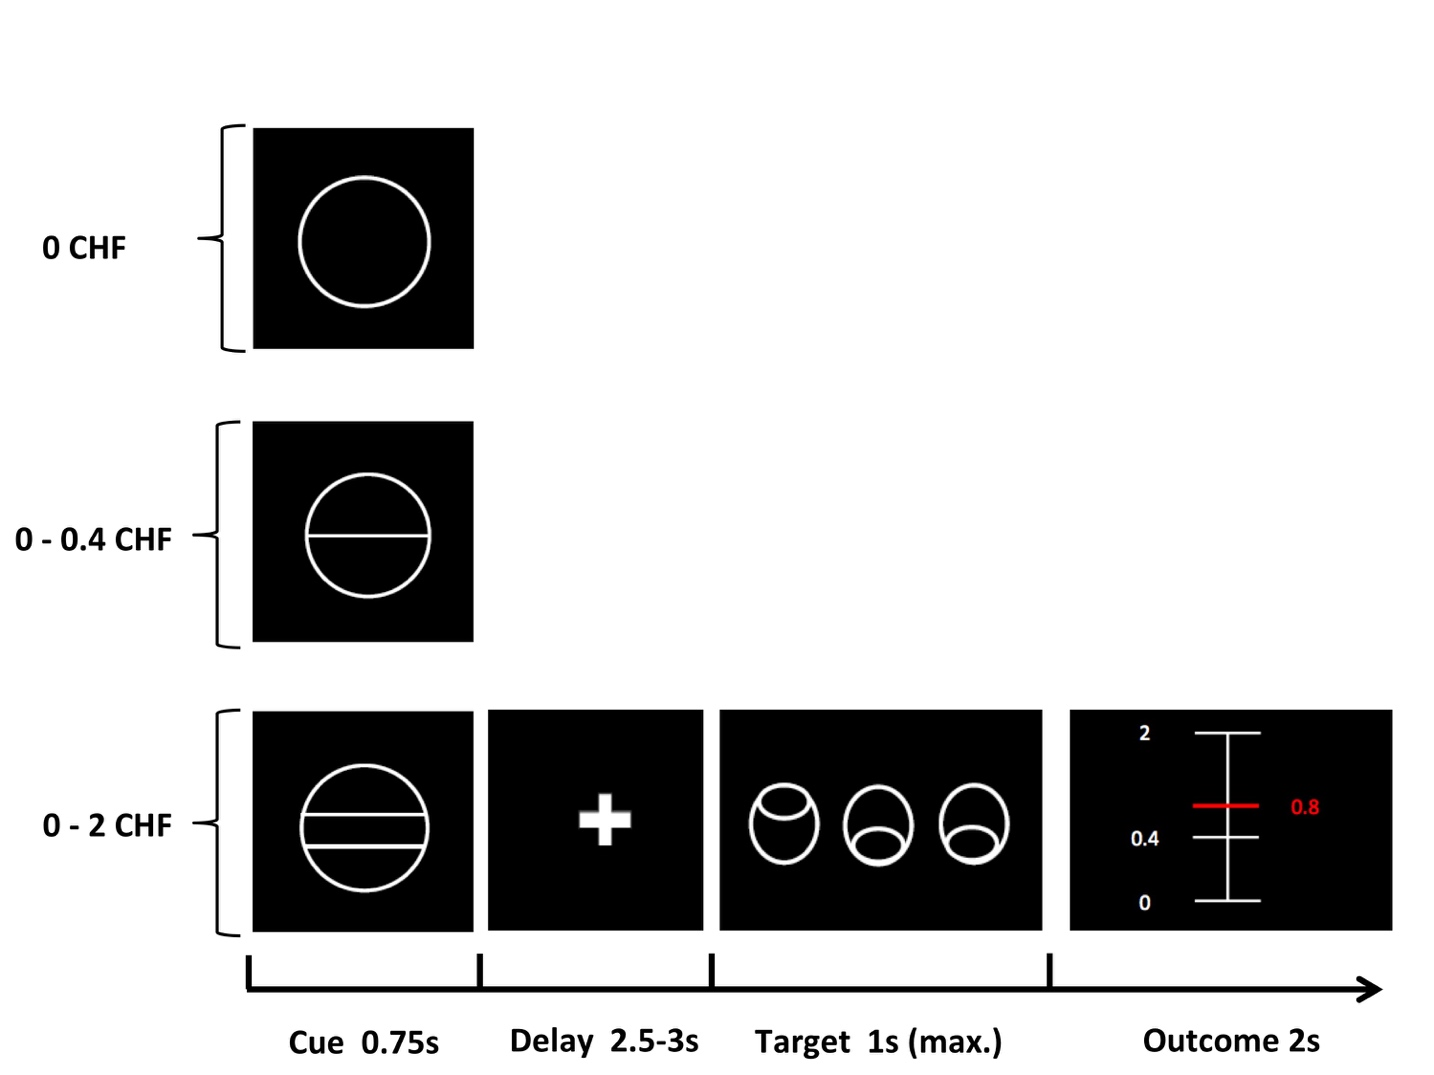 0 CHF
0 - 0.4 CHF
0 - 2 CHF
2
0.8
0.4
0
Cue 0.75s
Delay 2.5-3s
Target 1s (max.)
Outcome 2s